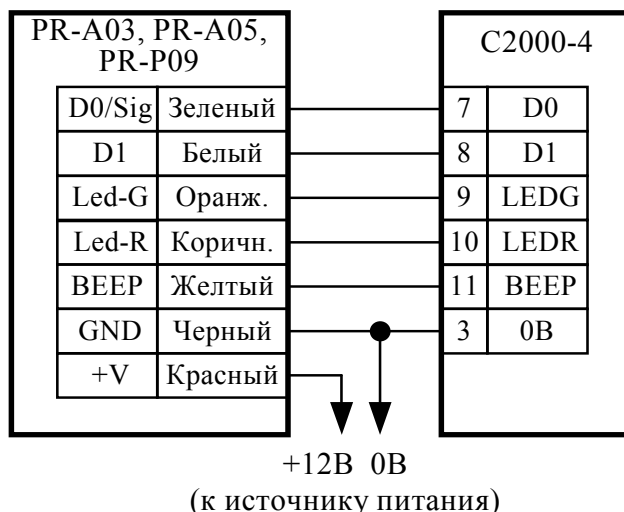 PR-A03, PR-A05,
PR-P09
C2000-4
D0/Sig Зеленый 7 D0
D1 Белый 8 D1
Led-G Оранж. 9 LEDG
Led-R Коричн. 10 LEDR
BEEP Желтый 11 BEEP
GND Черный 3 0В
+V Красный
+12В 0В
(к источнику питания)